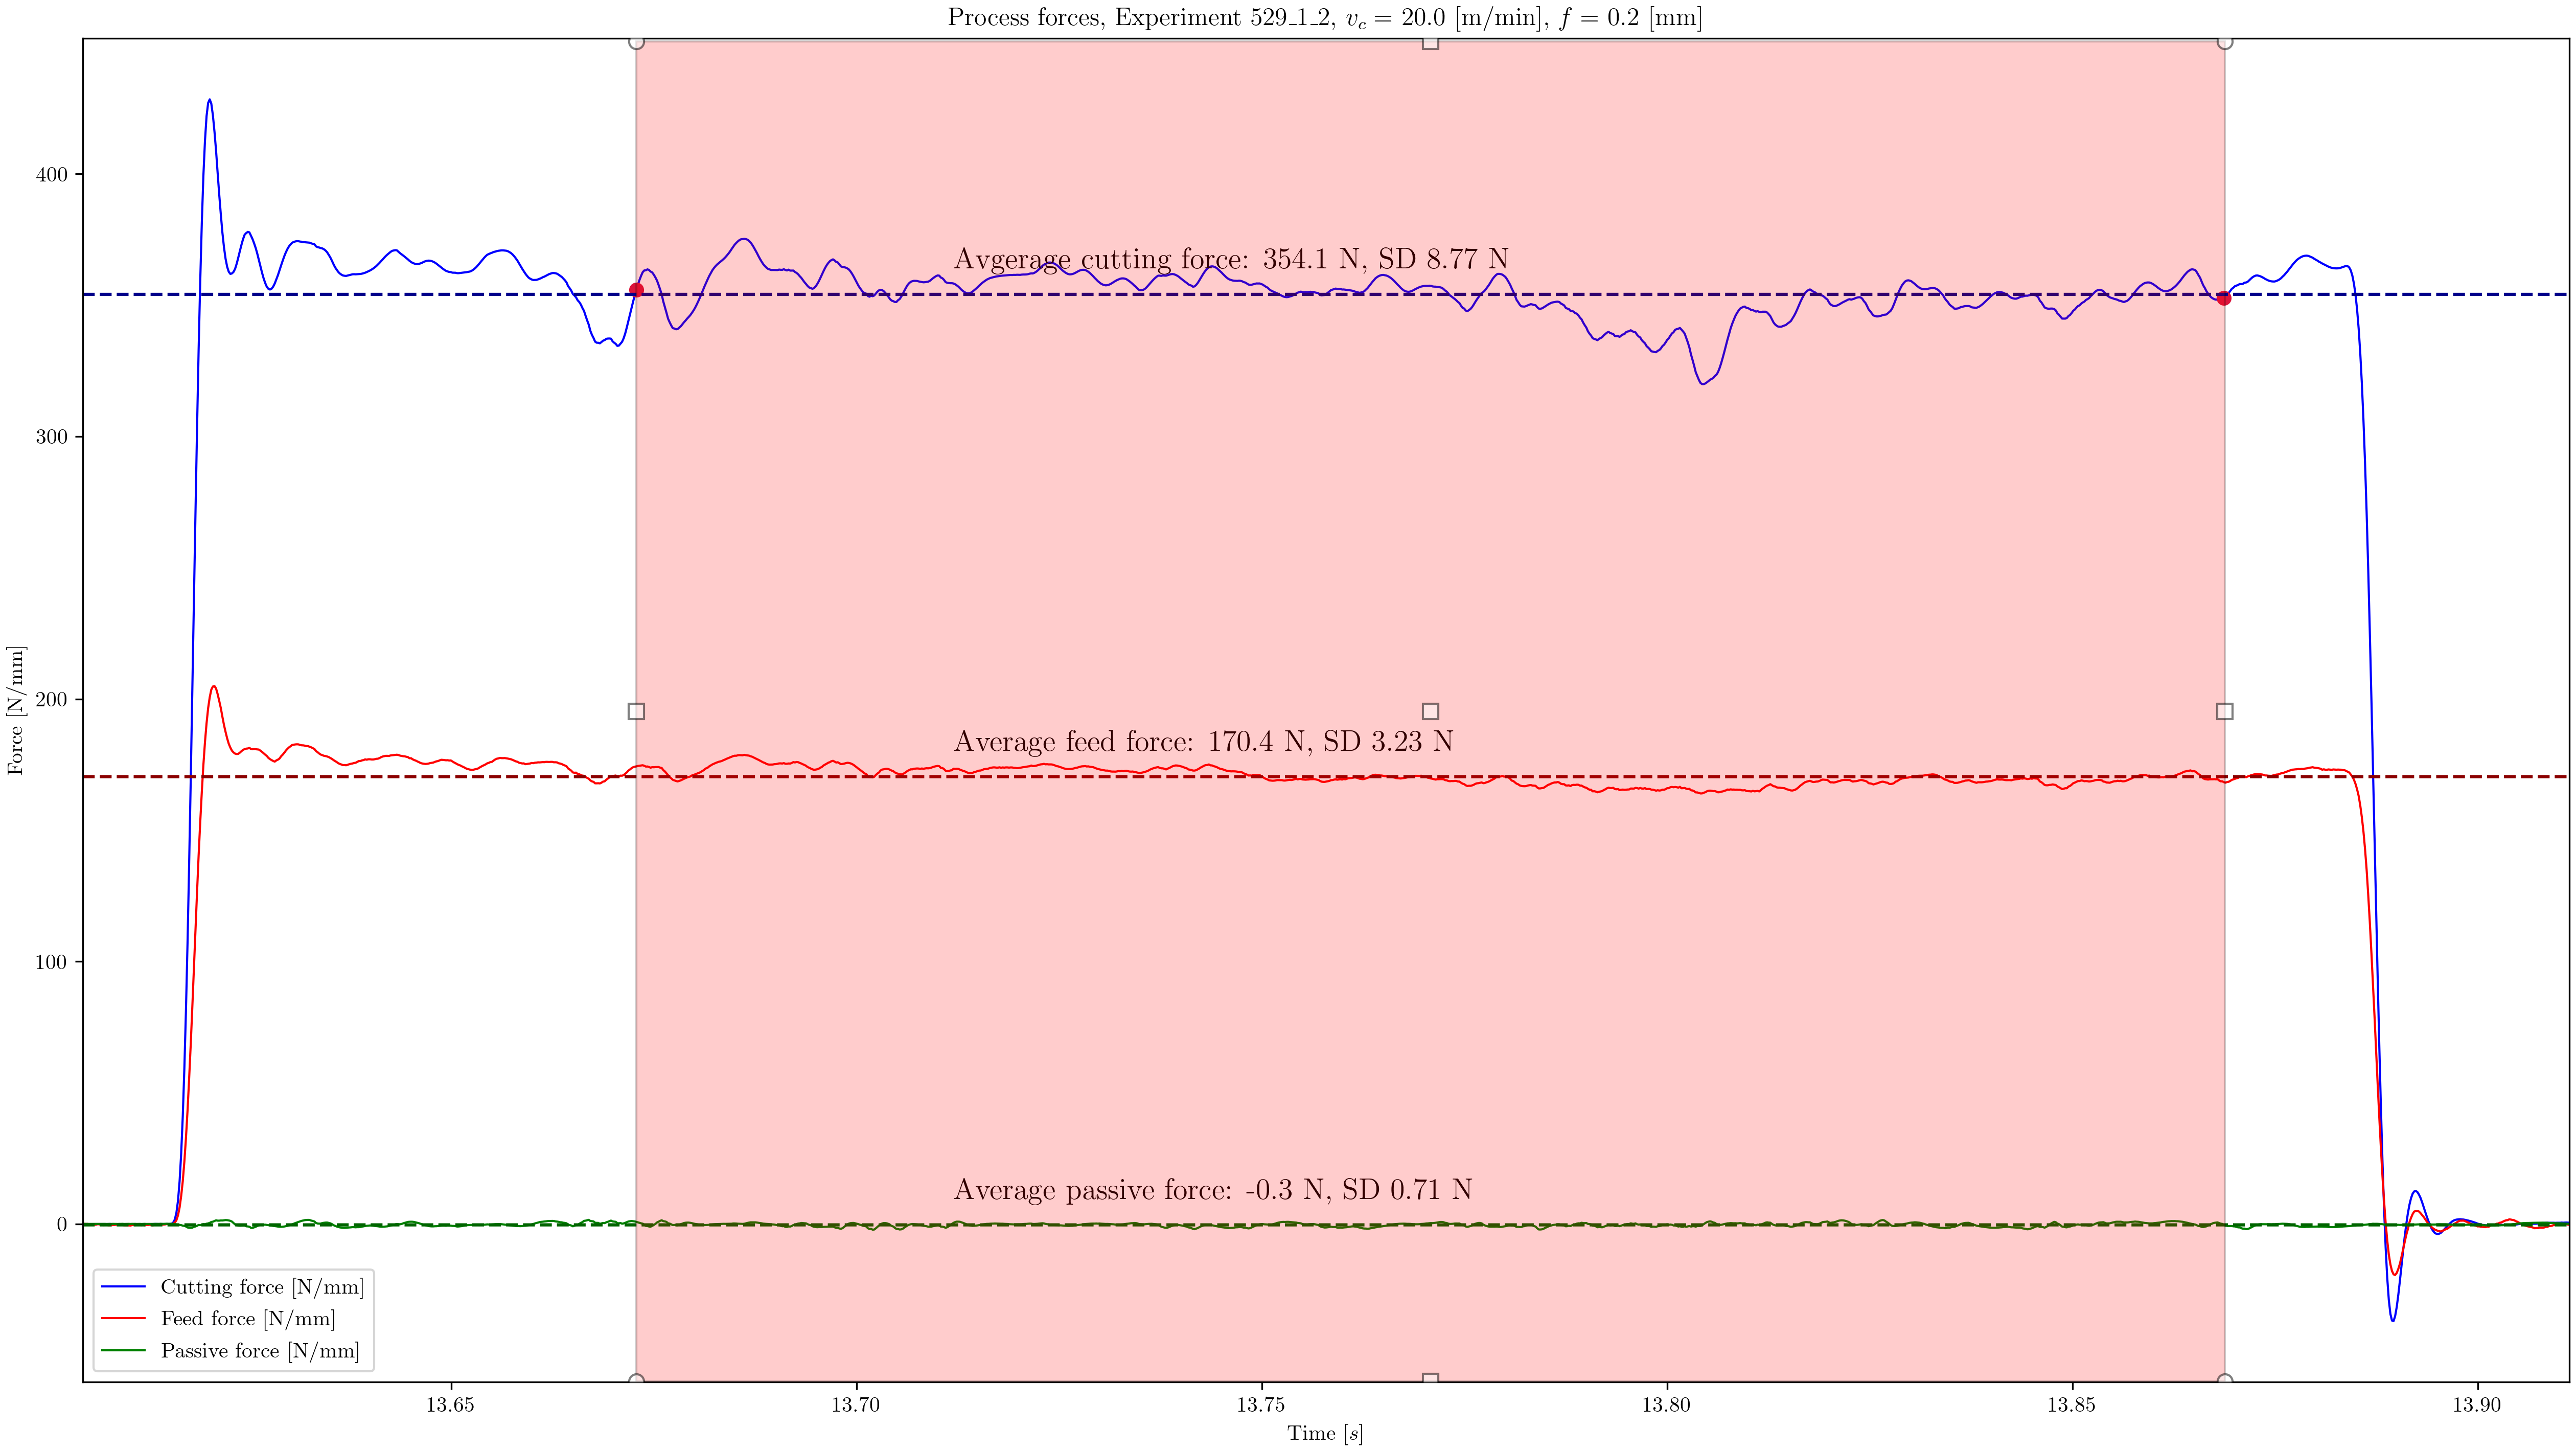 Process forces, Experiment 529_1_2, v_c = 20.0 [m/min], f = 0.2 [mm]
400
300
200
100
0
Force [N/mm]
Avgerage cutting force: 354.1 N, SD 8.77 N
Average feed force: 170.4 N, SD 3.23 N
Average passive force: -0.3 N, SD 0.71 N
Cutting force [N/mm]
Feed force [N/mm]
Passive force [N/mm]
13.65 13.70 13.75 13.80 13.85 13.90
Time [s]